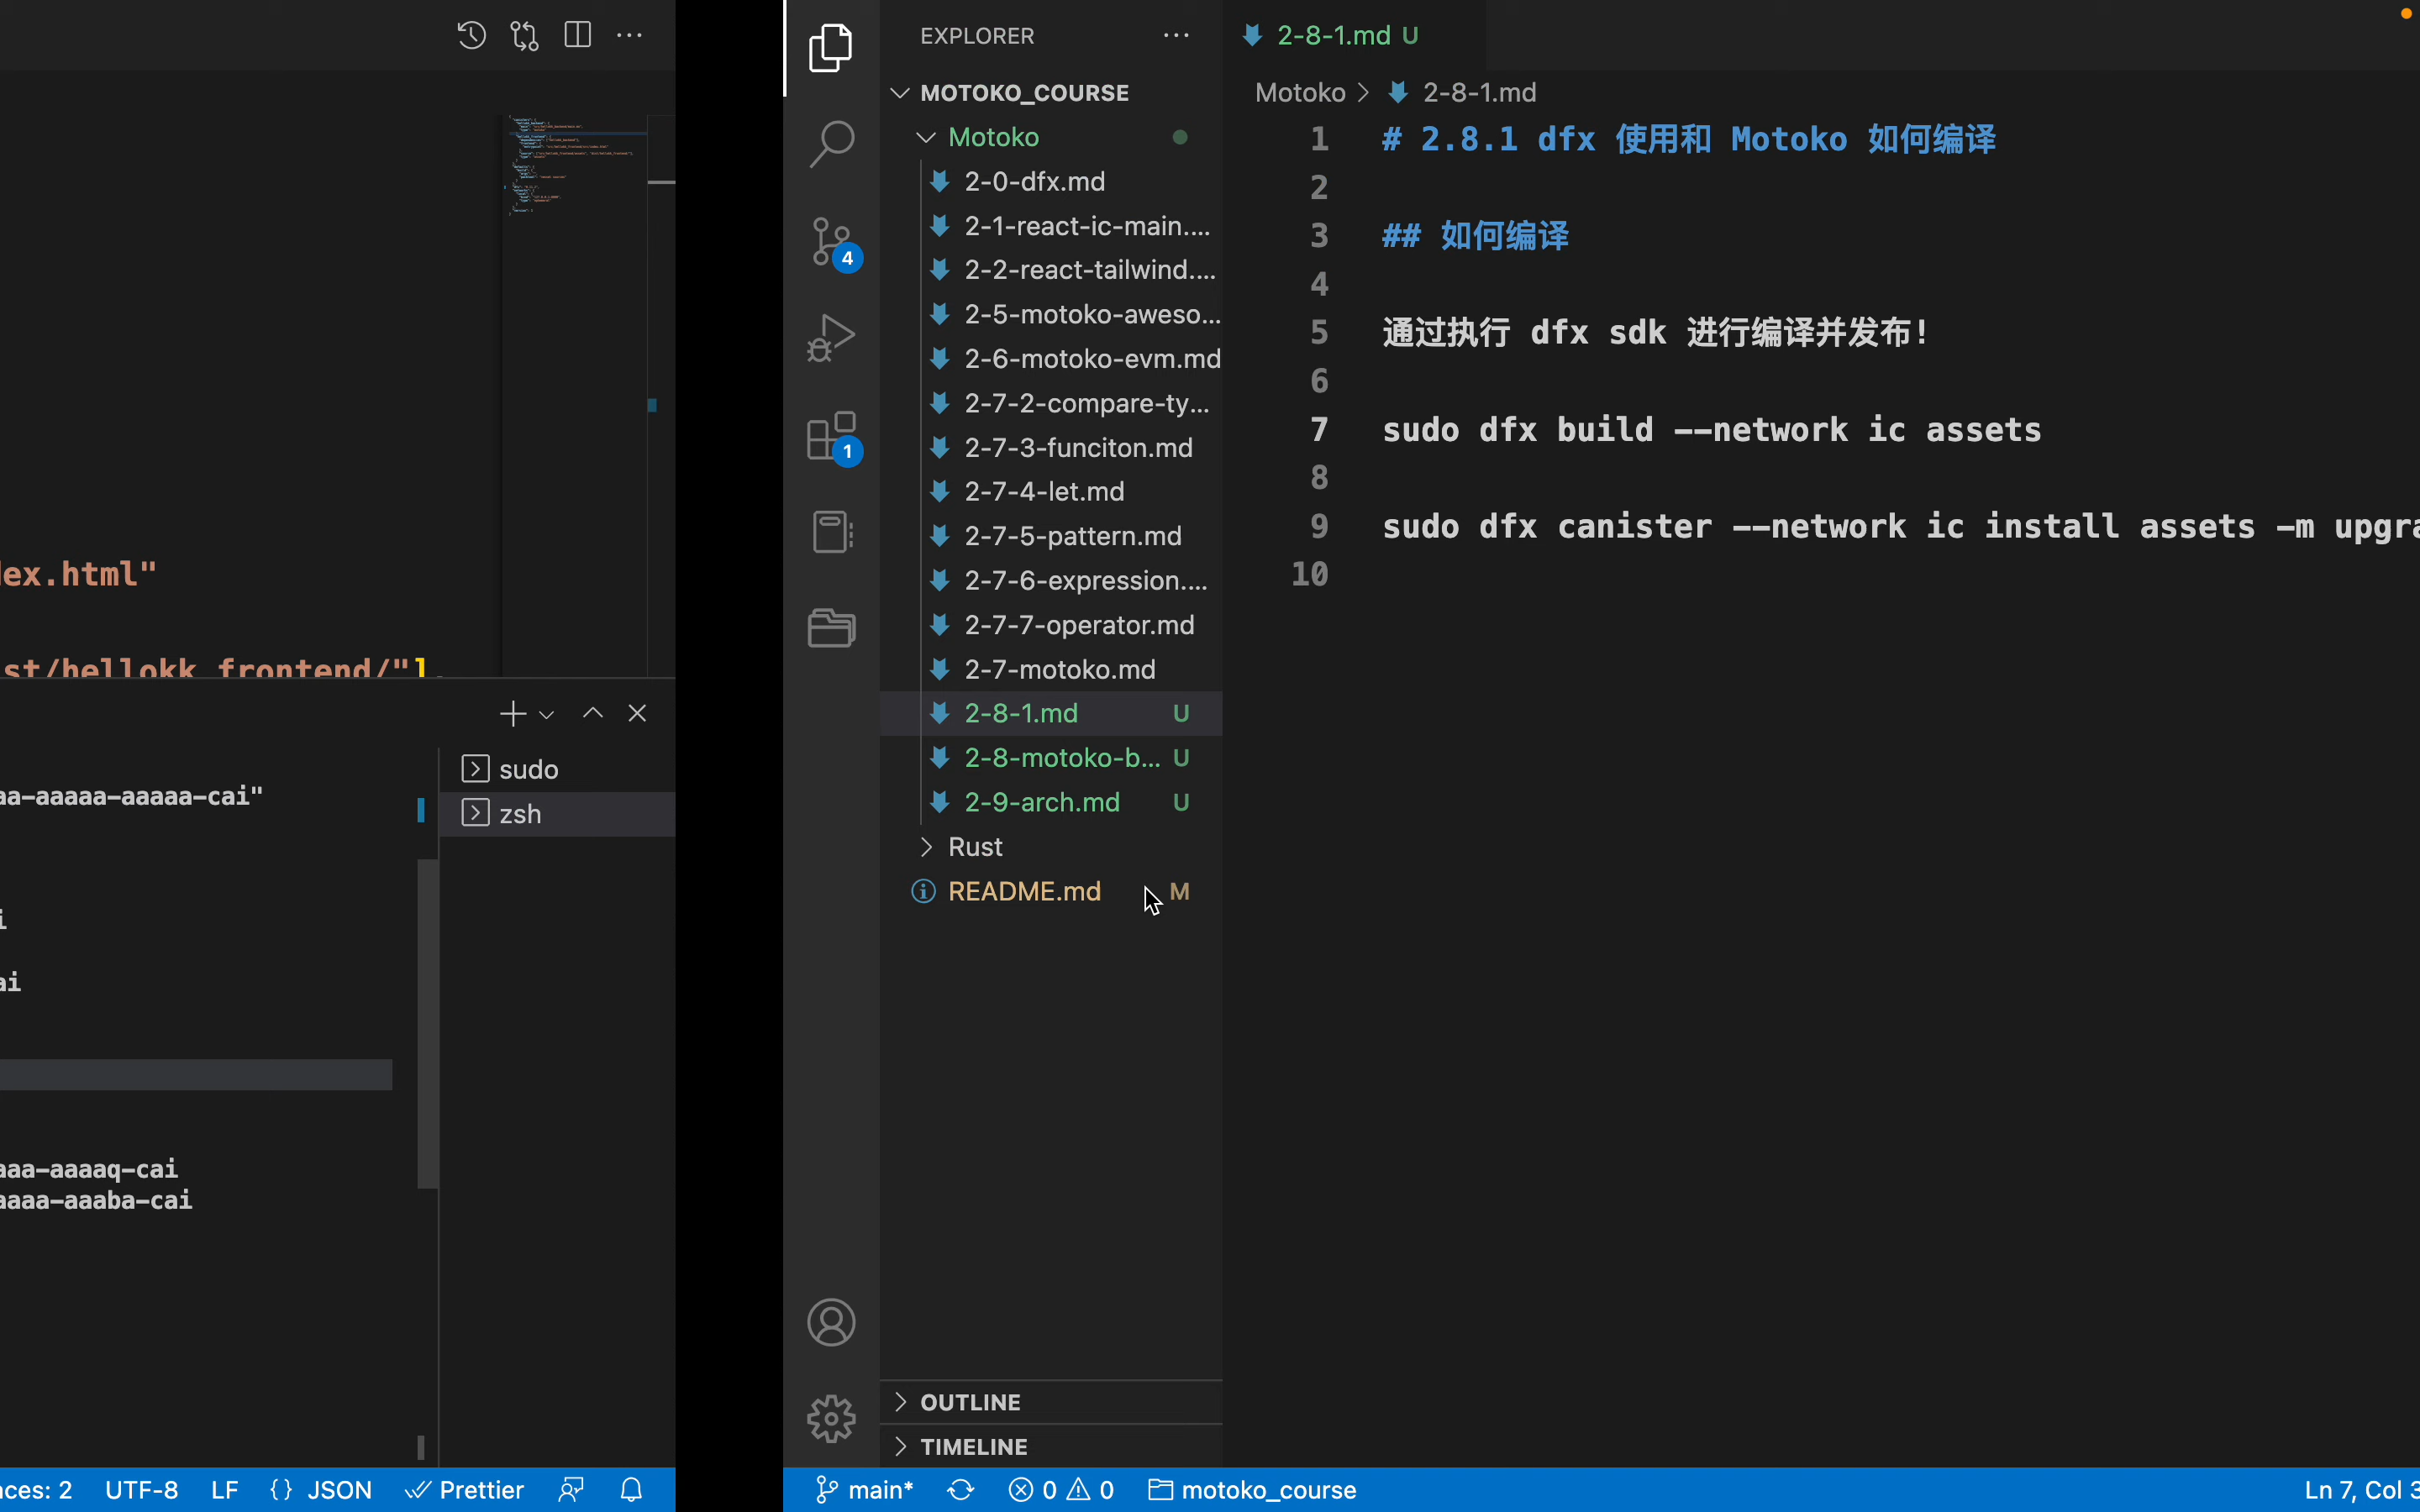 ex.html"
st/hellokk_frontend/"]
sudo
zsh
aa-aaaaa-aaaaa-cai"
aaa-aaaaq-cai
aaaa-aaaba-cai
UTF-8
LF
{} JSON
Prettier
EXPLORER
MOTOKO_COURSE
Motoko
2-0-dfx.md
2-1-react-ic-main....
2-2-react-tailwind....
2-5-motoko-aweso...
2-6-motoko-evm.md
2-7-2-compare-ty...
2-7-3-funciton.md
2-7-4-let.md
2-7-5-pattern.md
2-7-6-expression....
2-7-7-operator.md
2-7-motoko.md
2-8-1.md U
2-8-motoko-b... U
2-9-arch.md U
Rust
README.md M
OUTLINE
TIMELINE
4
1
2-8-1.md U
Motoko > 2-8-1.md
1 # 2.8.1 dfx 使用和 Motoko 如何编译
2
3 ## 如何编译
4
5 通过执行 dfx sdk 进行编译并发布!
6
7 sudo dfx build --network ic assets
8
9 sudo dfx canister --network ic install assets -m upgra
10
main*
0
0
motoko_course
Ln 7, Col 3